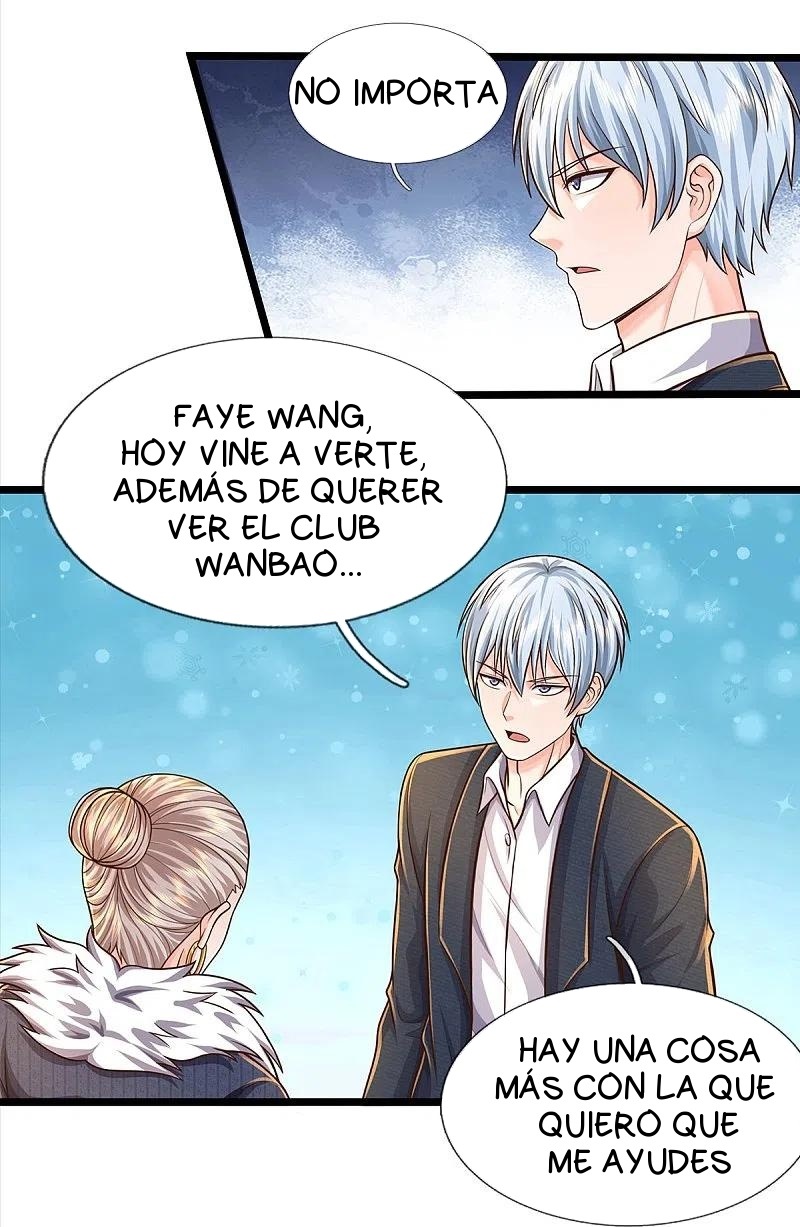 NO IMPORTA
FAYE WANG,
HOY VINE A VERTE,
ADEMÁS DE QUERER
VER EL CLUB
WANBAO...
HAY UNA COSA
MÁS CON LA QUE
QUIERO QUE
ME AYUDES